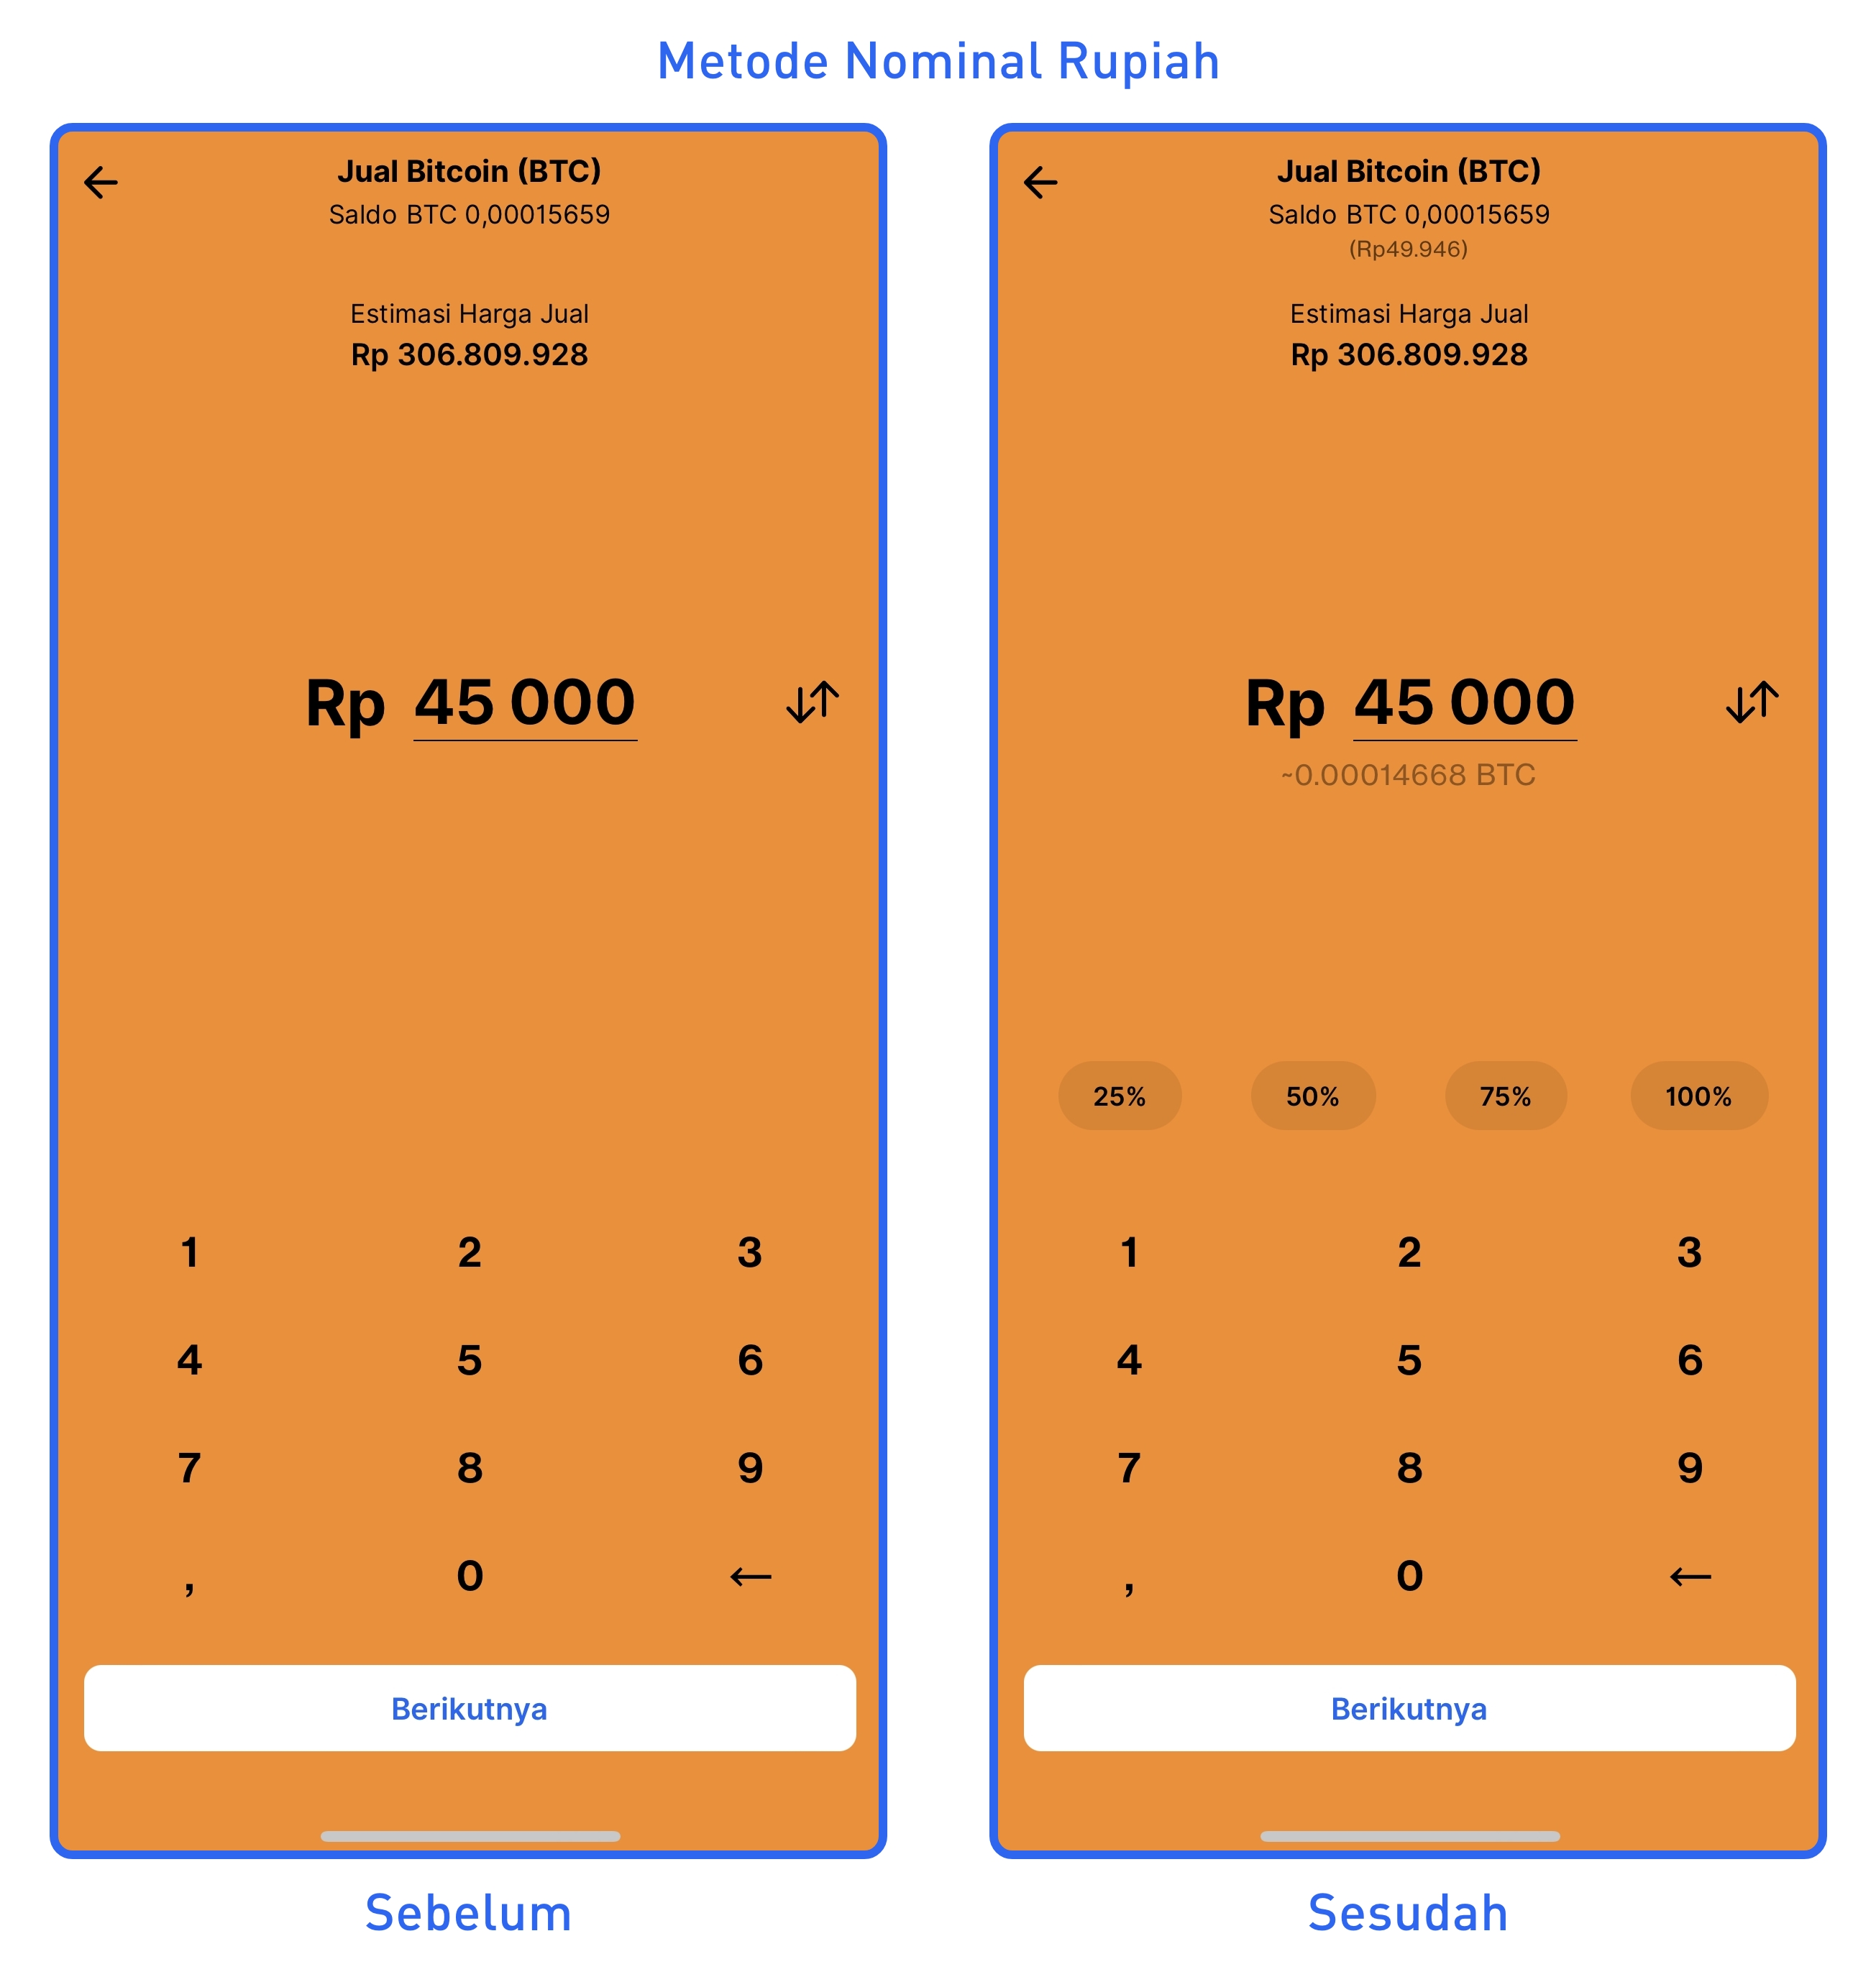 Metode Nominal Rupiah
Jual Bitcoin (BTC)
Saldo BTC 0,00015659
Estimasi Harga Jual
Rp 306.809.928
Rp 45 000
1 2 3
4 5 6
7 8 9
, 0 ←
Berikutnya
Sebelum
Jual Bitcoin (BTC)
Saldo BTC 0,00015659
(Rp49.946)
Estimasi Harga Jual
Rp 306.809.928
Rp 45 000
~0.00014668 BTC
25% 50% 75% 100%
1 2 3
4 5 6
7 8 9
, 0 ←
Berikutnya
Sesudah